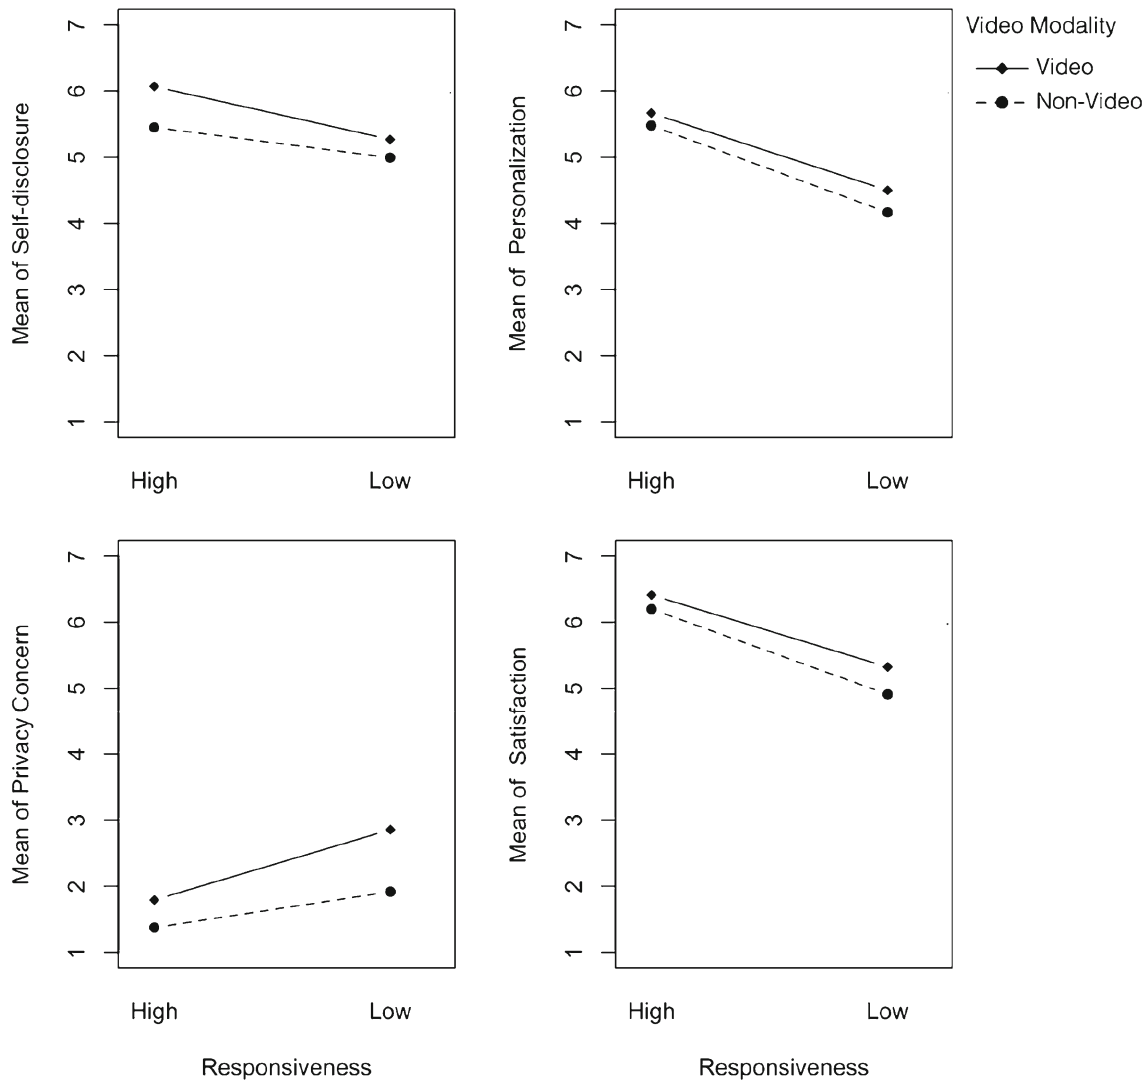 Video Modality
Video
Non-Video
Mean of Self-disclosure
7
6
5
4
3
2
1
High Low
Mean of Personalization
7
6
5
4
3
2
1
High Low
Mean of Privacy Concern
7
6
5
4
3
2
1
High Low
Responsiveness
Mean of Satisfaction
7
6
5
4
3
2
1
High Low
Responsiveness